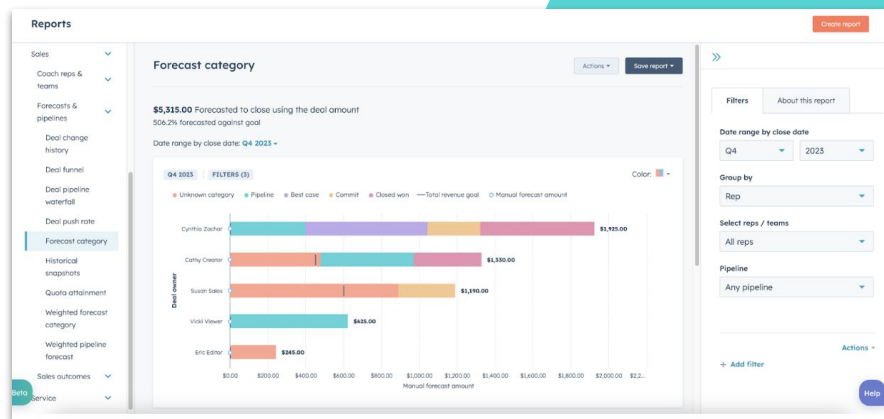 Reports
Create report
Sales
Coach reps &
teams
Forecasts &
pipelines
Deal change
history
Deal funnel
Deal pipeline
waterfall
Deal push rate
Forecast category
Historical
snapshots
Quota attainment
Weighted forecast
category
Weighted pipeline
forecast
Sales outcomes
Service
Beta
Forecast category
Actions
Save report
$5,315.00 Forecasted to close using the deal amount
506.2% forecasted against goal
Date range by close date: Q4 2023
Q4 2023 FILTERS (3)
Color:
Unknown category Pipeline Best case Commit Closed won Total revenue goal Manual forecast amount
Deal owner
Cynthia Zachar $1,925.00
Cathy Creator $1,330.00
Susan Sales $1,190.00
Vicki Viewer $625.00
Eric Editor $245.00
$0.00 $200.00 $400.00 $600.00 $800.00 $1,000.00 $1,200.00 $1,400.00 $1,600.00 $1,800.00 $2,000.00 $2,2...
Manual forecast amount
Filters About this report
Date range by close date
Q4 2023
Group by
Rep
Select reps / teams
All reps
Pipeline
Any pipeline
Actions
+ Add filter
Help